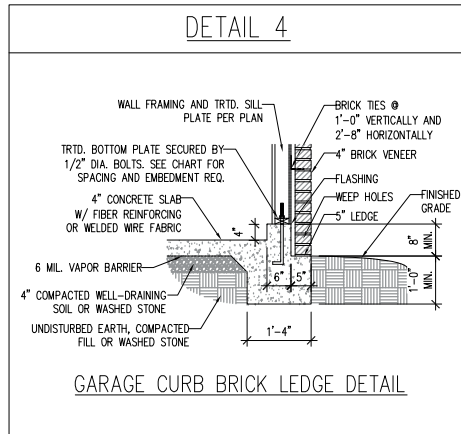 DETAIL 4
WALL FRAMING AND TRTD. SILL
PLATE PER PLAN
TRTD. BOTTOM PLATE SECURED BY
1/2" DIA. BOLTS. SEE CHART FOR
SPACING AND EMBEDMENT REQ.
4" CONCRETE SLAB
W/ FIBER REINFORCING
OR WELDED WIRE FABRIC
6 MIL. VAPOR BARRIER
4" COMPACTED WELL-DRAINING
SOIL OR WASHED STONE
UNDISTURBED EARTH, COMPACTED
FILL OR WASHED STONE
BRICK TIES @
1'-0" VERTICALLY AND
2'-8" HORIZONTALLY
4" BRICK VENEER
FLASHING
WEEP HOLES
5" LEDGE
FINISHED
GRADE
4"
6"
5"
8"
MIN.
1'-0"
MIN.
1'-4"
GARAGE CURB BRICK LEDGE DETAIL